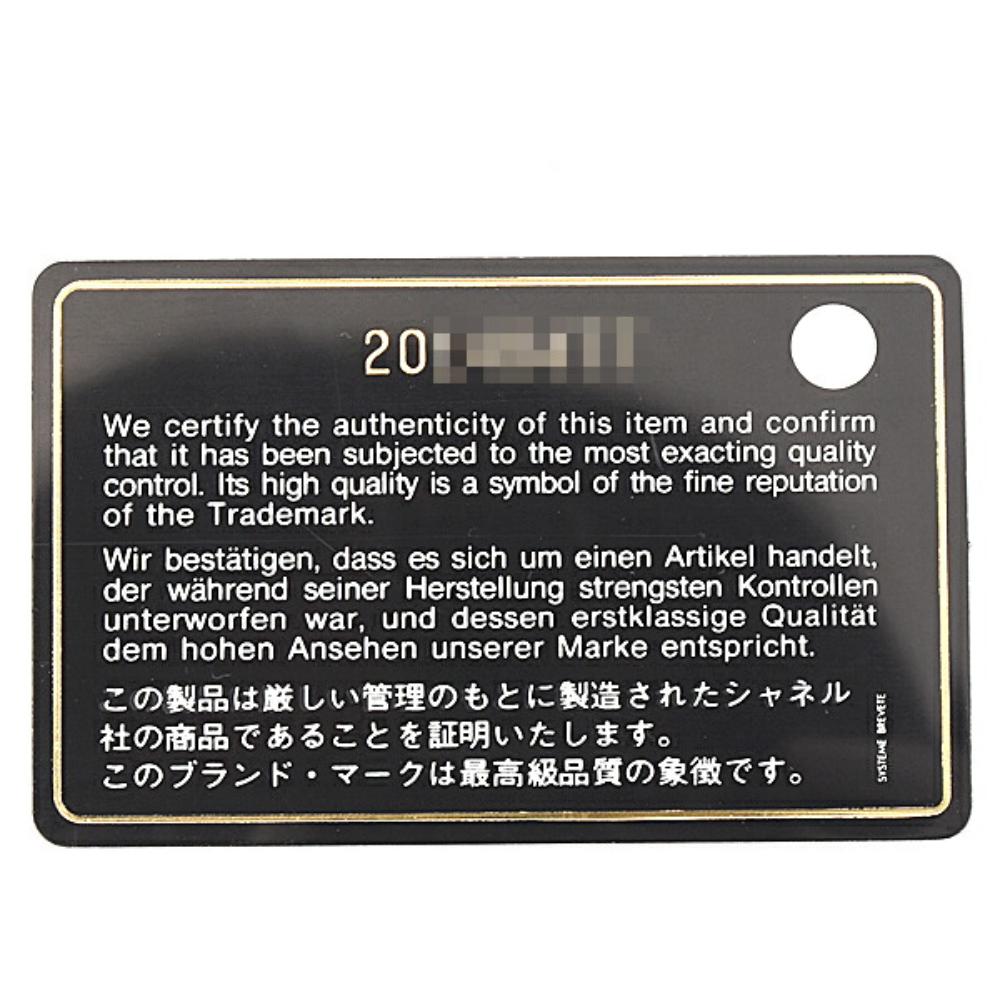 20
We certify the authenticity of this item and confirm
that it has been subjected to the most exacting quality
control. Its high quality is a symbol of the fine reputation
of the Trademark.
Wir bestätigen, dass es sich um einen Artikel handelt,
der während seiner Herstellung strengsten Kontrollen
unterworfen war, und dessen erstklassige Qualität
dem hohen Ansehen unserer Marke entspricht.
この製品は厳しい管理のもとに製造されたシャネル
社の商品であることを証明いたします。
このブランド・マークは最高級品質の象徴です。
SYSTEME BREVETE